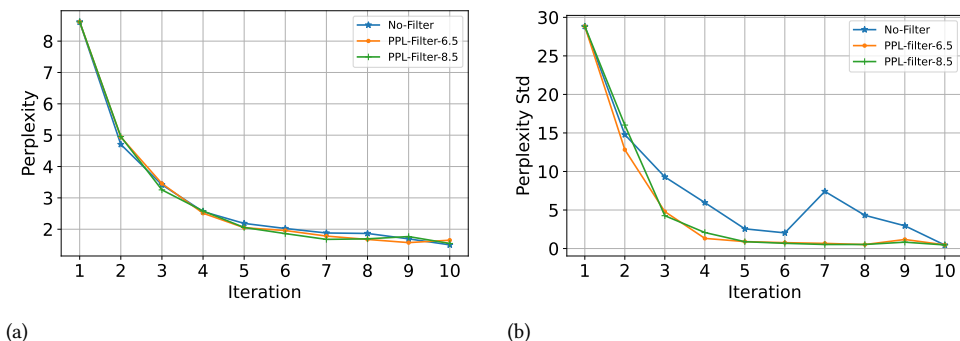 No-Filter
PPL-Filter-6.5
PPL-Filter-8.5
Perplexity
8
7
6
5
4
3
2
1 2 3 4 5 6 7 8 9 10
Iteration
(a)
No-Filter
PPL-filter-6.5
PPL-filter-8.5
Perplexity Std
30
25
20
15
10
5
0
1 2 3 4 5 6 7 8 9 10
Iteration
(b)